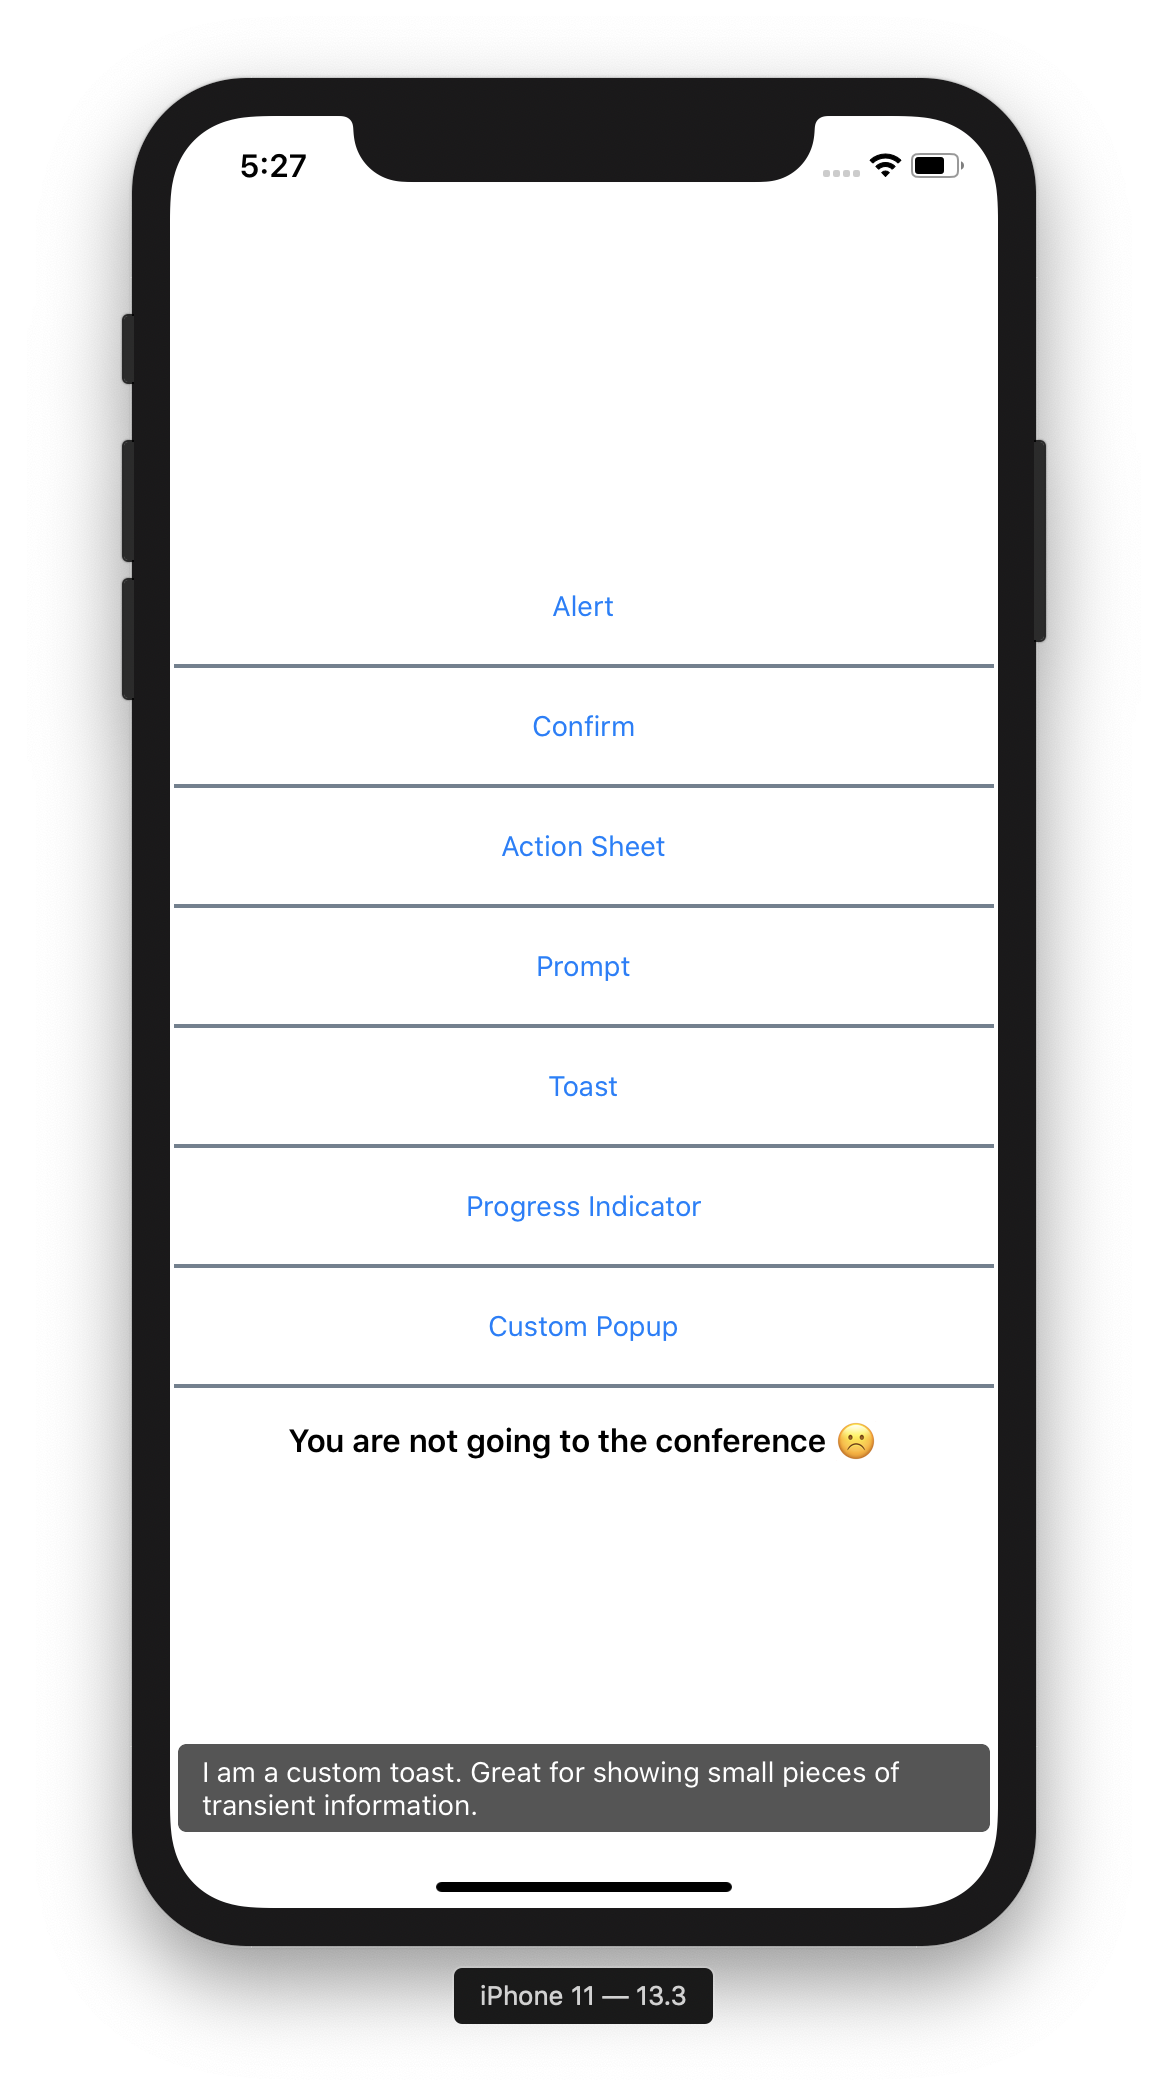 5:27
Alert
Confirm
Action Sheet
Prompt
Toast
Progress Indicator
Custom Popup
You are not going to the conference ☹️
I am a custom toast. Great for showing small pieces of
transient information.
iPhone 11 — 13.3